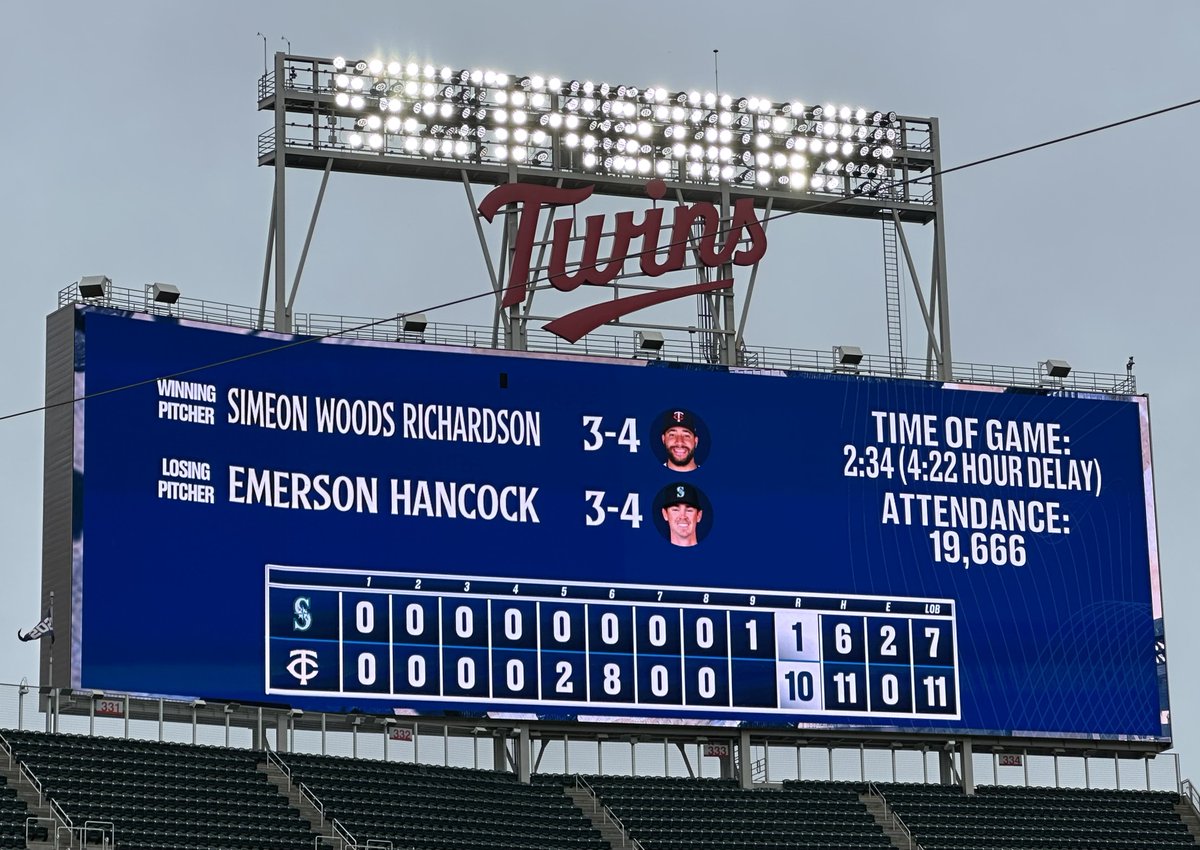 Twins
WINNING PITCHER SIMEON WOODS RICHARDSON 3-4
LOSING PITCHER EMERSON HANCOCK 3-4
TIME OF GAME:
2:34 (4:22 HOUR DELAY)
ATTENDANCE:
19,666
1 2 3 4 5 6 7 8 9 R H E LOB
S 0 0 0 0 0 0 0 0 1 1 6 2 7
TC 0 0 0 0 2 8 0 0 10 11 0 11
331 332 333 334